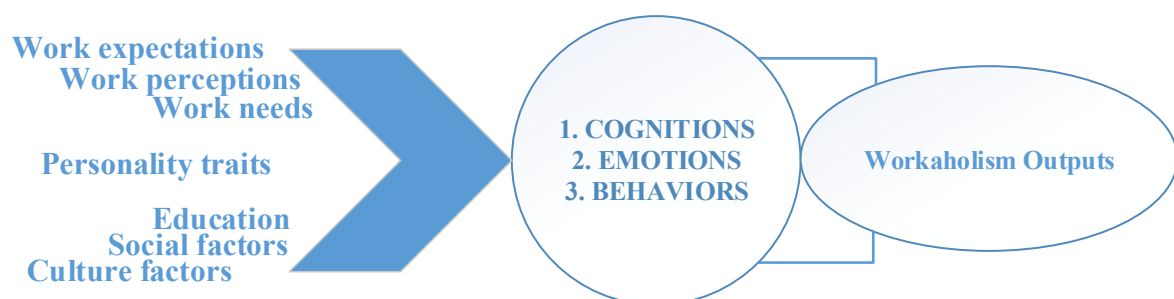 Work expectations
Work perceptions
Work needs
Personality traits
Education
Social factors
Culture factors
1. COGNITIONS
2. EMOTIONS
3. BEHAVIORS
Workaholism Outputs